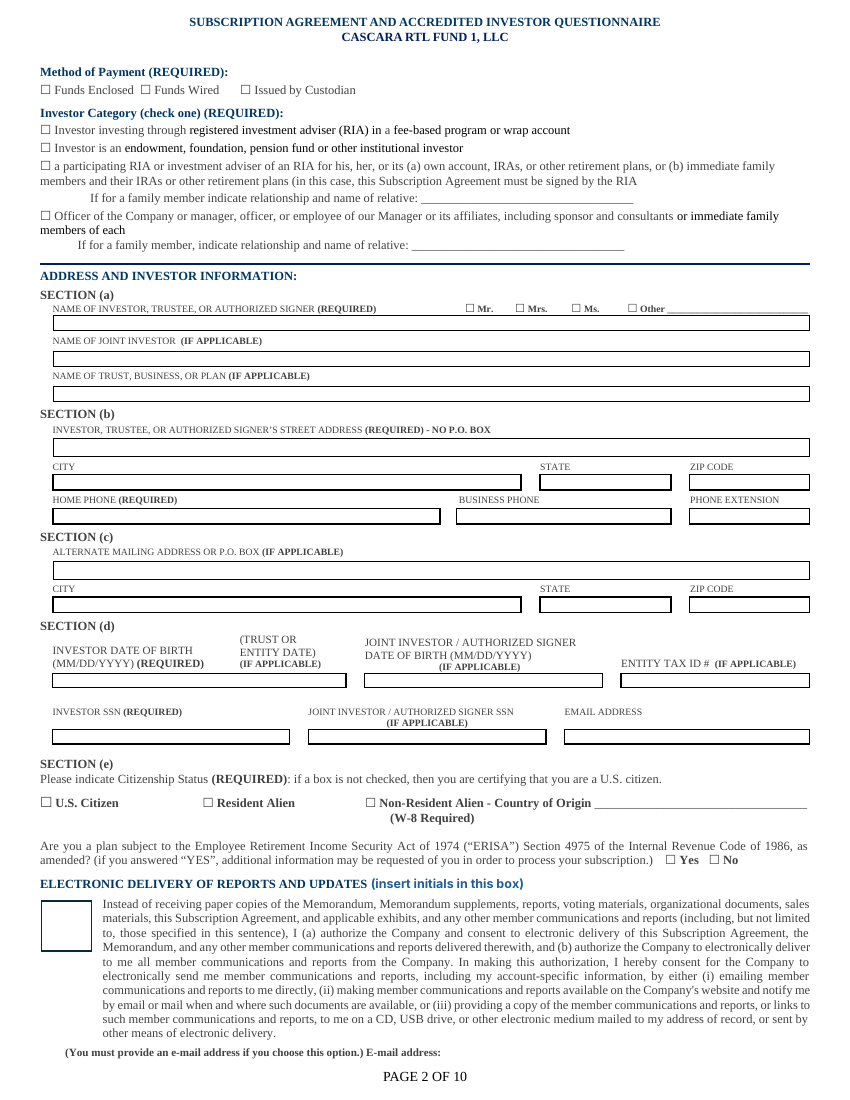 SUBSCRIPTION AGREEMENT AND ACCREDITED INVESTOR QUESTIONNAIRE
CASCARA RTL FUND 1, LLC
Method of Payment (REQUIRED):
☐ Funds Enclosed ☐ Funds Wired ☐ Issued by Custodian
Investor Category (check one) (REQUIRED):
☐ Investor investing through registered investment adviser (RIA) in a fee-based program or wrap account
☐ Investor is an endowment, foundation, pension fund or other institutional investor
☐ a participating RIA or investment adviser of an RIA for his, her, or its (a) own account, IRAs, or other retirement plans, or (b) immediate family
members and their IRAs or other retirement plans (in this case, this Subscription Agreement must be signed by the RIA
If for a family member indicate relationship and name of relative: __________________________________
☐ Officer of the Company or manager, officer, or employee of our Manager or its affiliates, including sponsor and consultants or immediate family
members of each
If for a family member, indicate relationship and name of relative: __________________________________
ADDRESS AND INVESTOR INFORMATION:
SECTION (a)
NAME OF INVESTOR, TRUSTEE, OR AUTHORIZED SIGNER (REQUIRED) ☐ Mr. ☐ Mrs. ☐ Ms. ☐ Other ____________________________
NAME OF JOINT INVESTOR (IF APPLICABLE)
NAME OF TRUST, BUSINESS, OR PLAN (IF APPLICABLE)
SECTION (b)
INVESTOR, TRUSTEE, OR AUTHORIZED SIGNER'S STREET ADDRESS (REQUIRED) - NO P.O. BOX
CITY STATE ZIP CODE
HOME PHONE (REQUIRED) BUSINESS PHONE PHONE EXTENSION
SECTION (c)
ALTERNATE MAILING ADDRESS OR P.O. BOX (IF APPLICABLE)
CITY STATE ZIP CODE
SECTION (d)
INVESTOR DATE OF BIRTH
(MM/DD/YYYY) (REQUIRED)
(TRUST OR
ENTITY DATE)
(IF APPLICABLE)
JOINT INVESTOR / AUTHORIZED SIGNER
DATE OF BIRTH (MM/DD/YYYY)
(IF APPLICABLE)
ENTITY TAX ID # (IF APPLICABLE)
INVESTOR SSN (REQUIRED)
JOINT INVESTOR / AUTHORIZED SIGNER SSN
(IF APPLICABLE)
EMAIL ADDRESS
SECTION (e)
Please indicate Citizenship Status (REQUIRED): if a box is not checked, then you are certifying that you are a U.S. citizen.
☐ U.S. Citizen ☐ Resident Alien ☐ Non-Resident Alien - Country of Origin __________________________________
(W-8 Required)
Are you a plan subject to the Employee Retirement Income Security Act of 1974 (“ERISA”) Section 4975 of the Internal Revenue Code of 1986, as
amended? (if you answered “YES”, additional information may be requested of you in order to process your subscription.) ☐ Yes ☐ No
ELECTRONIC DELIVERY OF REPORTS AND UPDATES (insert initials in this box)
Instead of receiving paper copies of the Memorandum, Memorandum supplements, reports, voting materials, organizational documents, sales
materials, this Subscription Agreement, and applicable exhibits, and any other member communications and reports (including, but not limited
to, those specified in this sentence), I (a) authorize the Company and consent to electronic delivery of this Subscription Agreement, the
Memorandum, and any other member communications and reports delivered therewith, and (b) authorize the Company to electronically deliver
to me all member communications and reports from the Company. In making this authorization, I hereby consent for the Company to
electronically send me member communications and reports, including my account-specific information, by either (i) emailing member
communications and reports to me directly, (ii) making member communications and reports available on the Company's website and notify me
by email or mail when and where such documents are available, or (iii) providing a copy of the member communications and reports, or links to
such member communications and reports, to me on a CD, USB drive, or other electronic medium mailed to my address of record, or sent by
other means of electronic delivery.
(You must provide an e-mail address if you choose this option.) E-mail address:
PAGE 2 OF 10